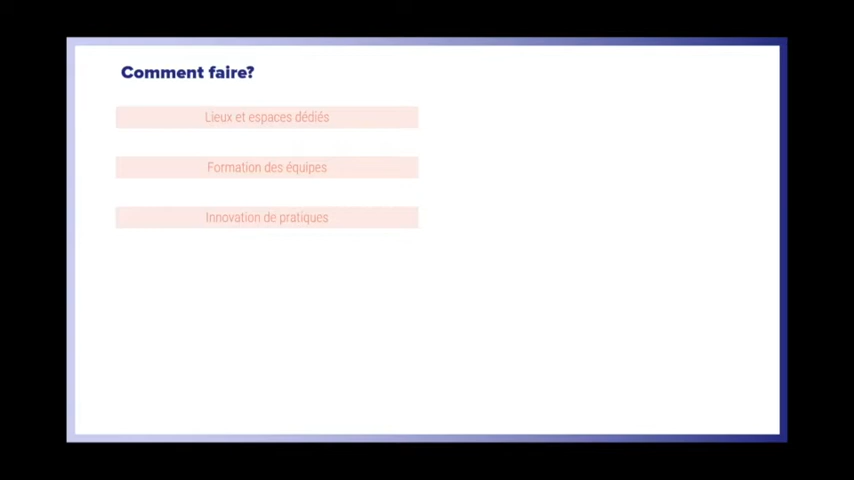 Comment faire?
Lieux et espaces dédiés
Formation des équipes
Innovation de pratiques